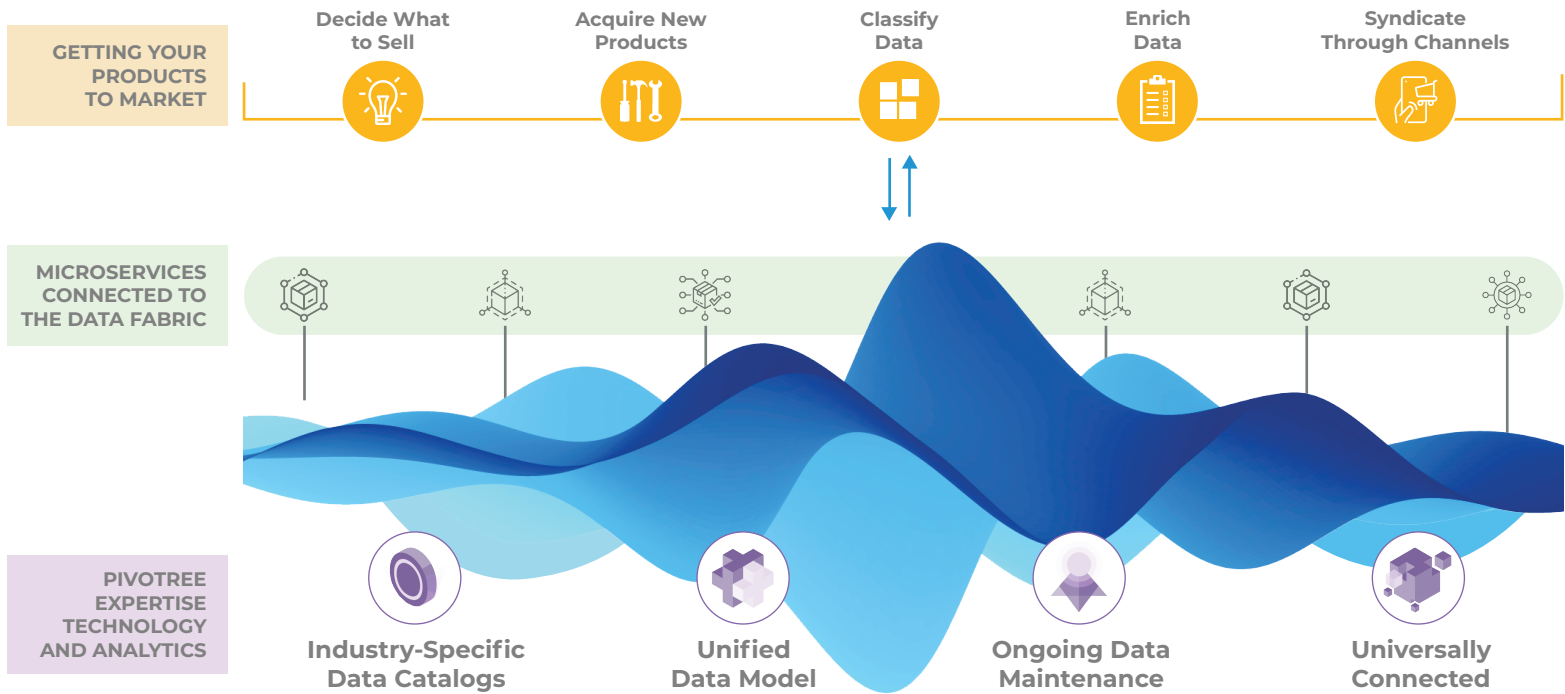 Decide What
to Sell
Acquire New
Products
Classify
Data
Enrich
Data
Syndicate
Through Channels
GETTING YOUR
PRODUCTS
TO MARKET
MICROSERVICES
CONNECTED TO
THE DATA FABRIC
PIVOTREE
EXPERTISE
TECHNOLOGY
AND ANALYTICS
Industry-Specific
Data Catalogs
Unified
Data Model
Ongoing Data
Maintenance
Universally
Connected